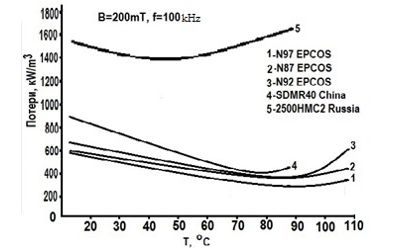 B=200mT, f=100kHz
1800
1600
1400
1200
1000
800
600
400
200
0
Потери, kW/m3
5
1-N97 EPCOS
2-N87 EPCOS
3-N92 EPCOS
4-SDMR40 China
5-2500HMC2 Russia
4
3
2
1
20 30 40 50 60 70 80 90 100 110
T, °C